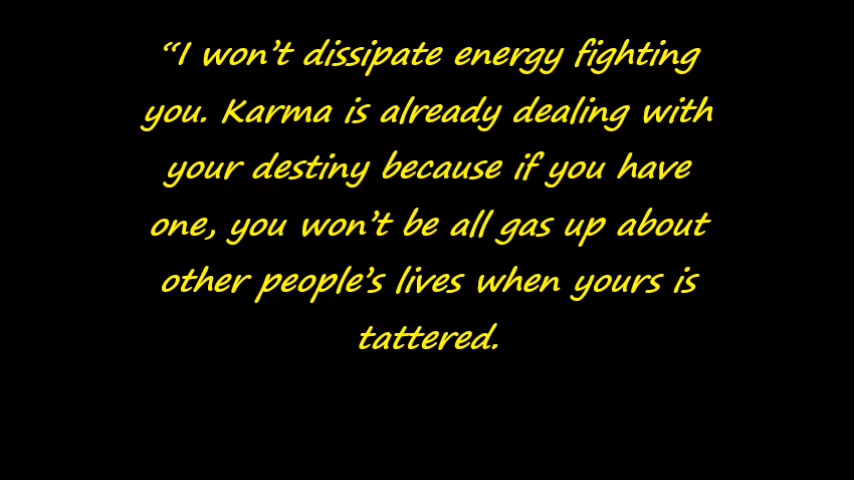 “I won’t dissipate energy fighting
you. Karma is already dealing with
your destiny because if you have
one, you won’t be all gas up about
other people’s lives when yours is
tattered.